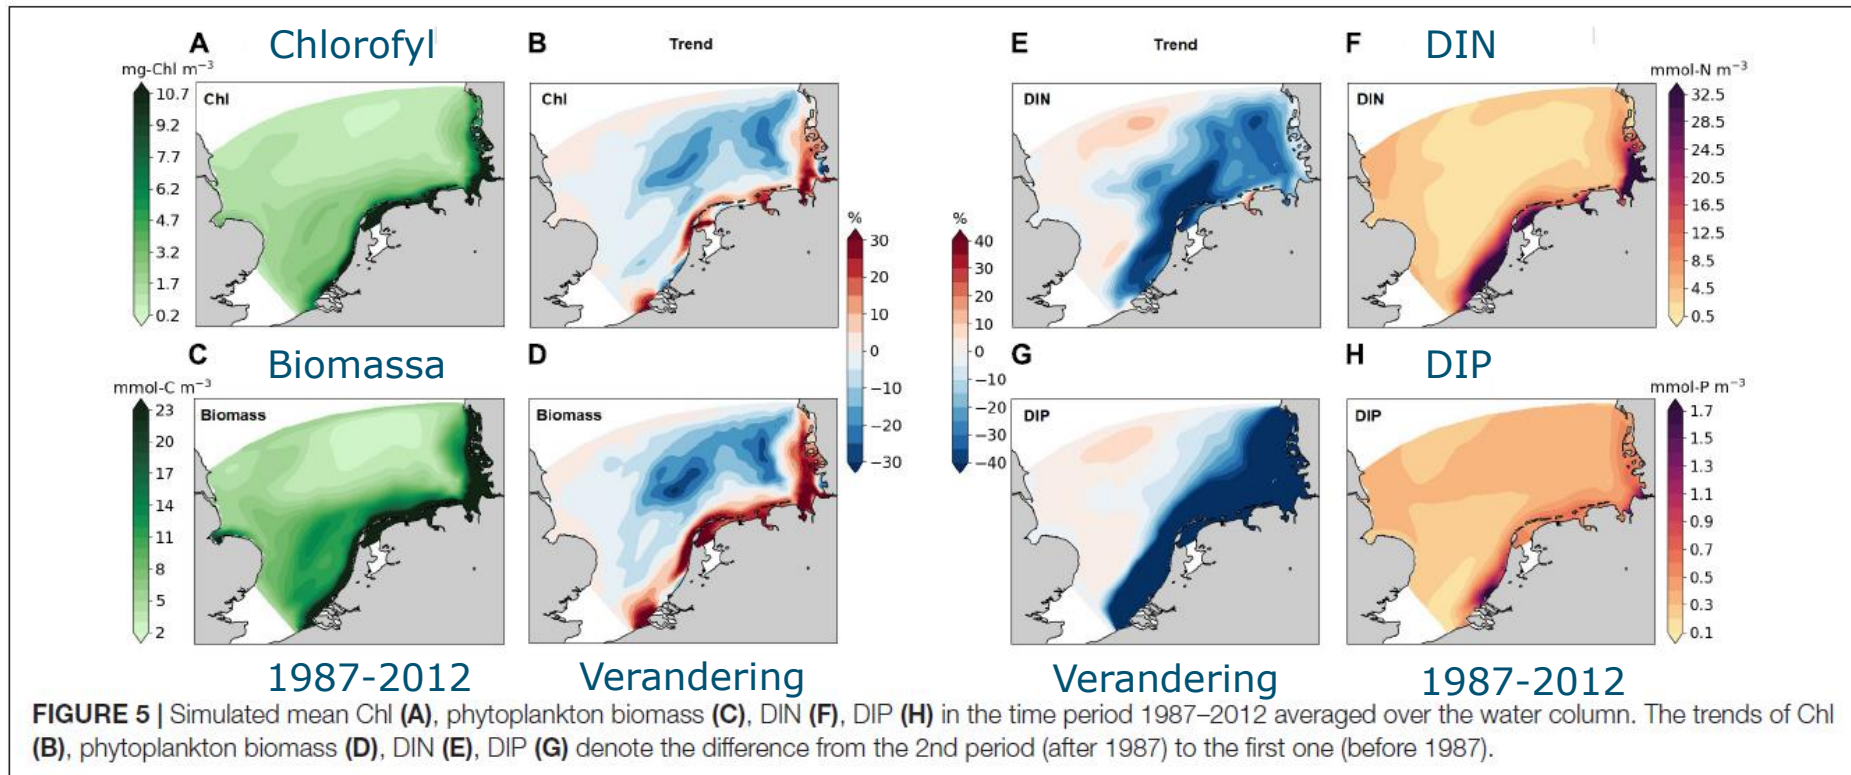 A Chlorofyl
mg-Chl m⁻³
10.7
9.2
7.7
6.2
4.7
3.2
1.7
0.2
Chl
B Trend
Chl
%
30
20
10
0
−10
−20
−30
E Trend
DIN
%
40
30
20
10
0
−10
−20
−30
−40
F DIN
mmol-N m⁻³
DIN
32.5
28.5
24.5
20.5
16.5
12.5
8.5
4.5
0.5
C Biomassa
mmol-C m⁻³
23
20
17
14
11
8
5
2
Biomass
D
Biomass
G
DIP
H DIP
mmol-P m⁻³
DIP
1.7
1.5
1.3
1.1
0.9
0.7
0.5
0.3
0.1
1987-2012 Verandering Verandering 1987-2012
FIGURE 5 | Simulated mean Chl (A), phytoplankton biomass (C), DIN (F), DIP (H) in the time period 1987–2012 averaged over the water column. The trends of Chl
(B), phytoplankton biomass (D), DIN (E), DIP (G) denote the difference from the 2nd period (after 1987) to the first one (before 1987).